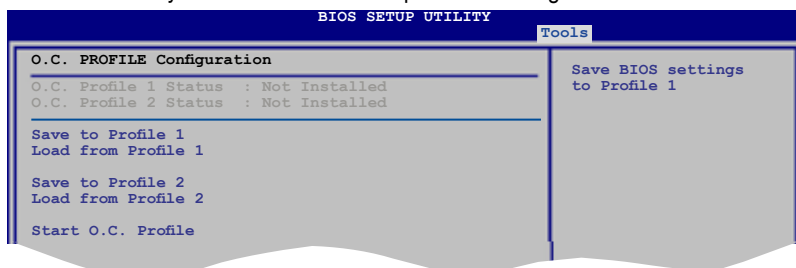 BIOS SETUP UTILITY
Tools
O.C. PROFILE Configuration
O.C. Profile 1 Status : Not Installed
O.C. Profile 2 Status : Not Installed
Save to Profile 1
Load from Profile 1
Save to Profile 2
Load from Profile 2
Start O.C. Profile
Save BIOS settings
to Profile 1